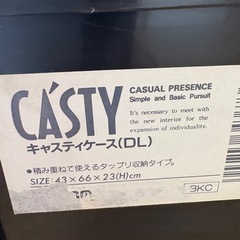 CÁSTY
CASUAL PRESENCE
Simple and Basic Pursuit
It's necessary to meet with
the new interior for the
expansion of individuality.
キャスティケース(DL)
●積み重ねて使えるタップリ収納タイプ。
SIZE:43×66×23(H)cm
BKC